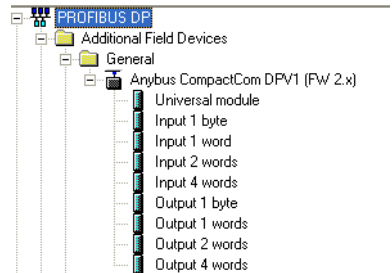 PROFIBUS DP
Additional Field Devices
General
Anybus CompactCom DPV1 (FW 2.x)
Universal module
Input 1 byte
Input 1 word
Input 2 words
Input 4 words
Output 1 byte
Output 1 words
Output 2 words
Output 4 words